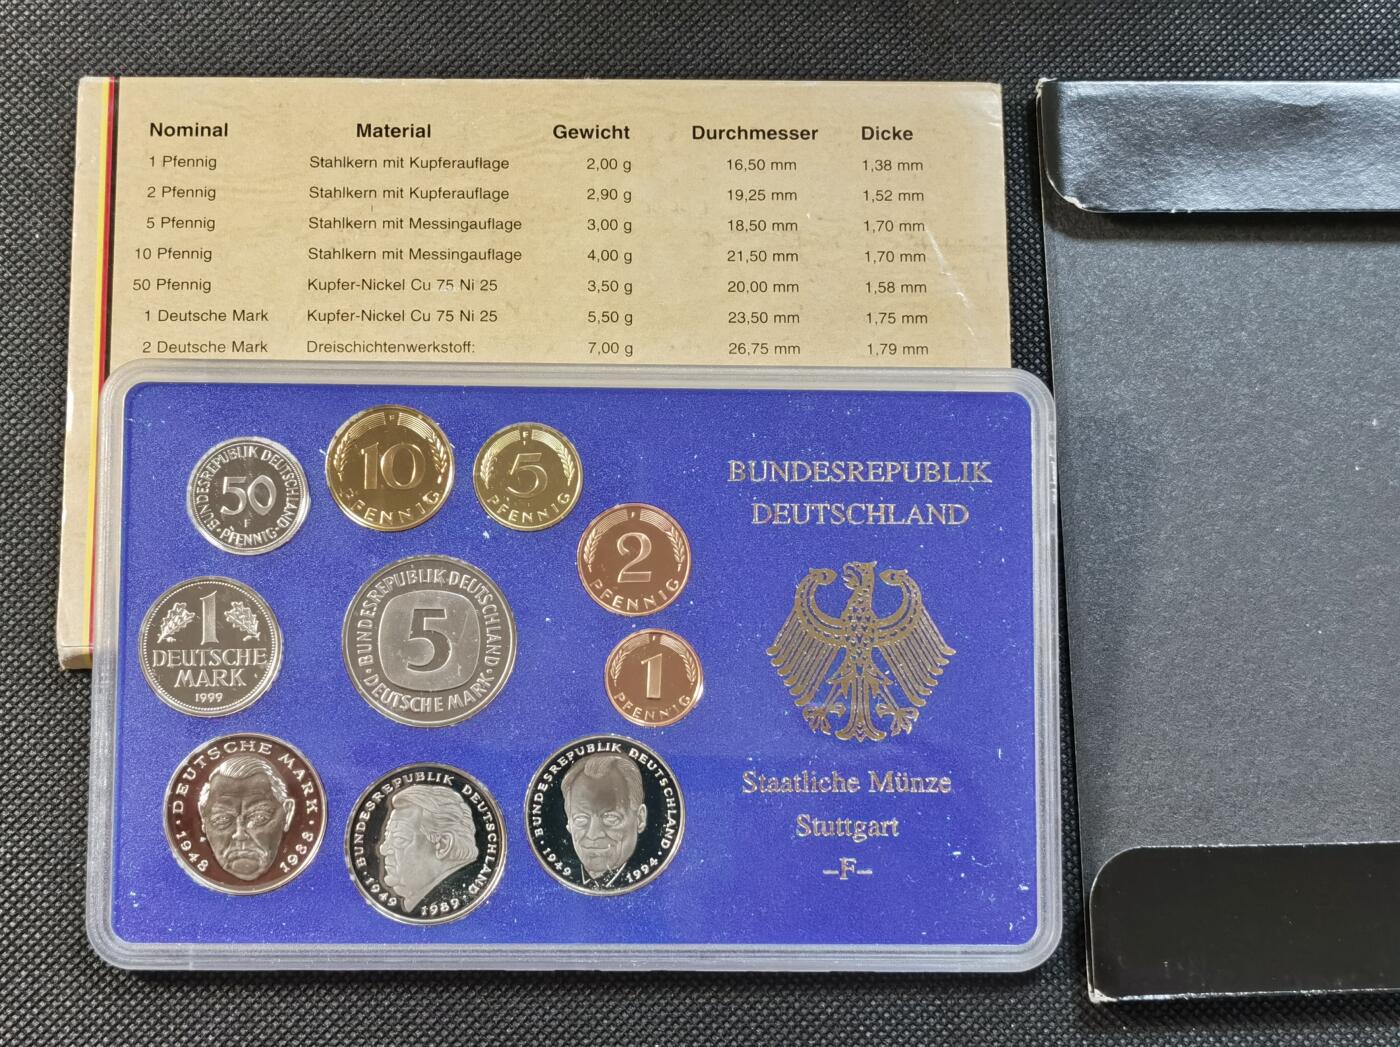 Nominal Material Gewicht Durchmesser Dicke
1 Pfennig Stahlkern mit Kupferauflage 2,00 g 16,50 mm 1,38 mm
2 Pfennig Stahlkern mit Kupferauflage 2,90 g 19,25 mm 1,52 mm
5 Pfennig Stahlkern mit Messingauflage 3,00 g 18,50 mm 1,70 mm
10 Pfennig Stahlkern mit Messingauflage 4,00 g 21,50 mm 1,70 mm
50 Pfennig Kupfer-Nickel Cu 75 Ni 25 3,50 g 20,00 mm 1,58 mm
1 Deutsche Mark Kupfer-Nickel Cu 75 Ni 25 5,50 g 23,50 mm 1,75 mm
2 Deutsche Mark Dreischichtenwerkstoff: 7,00 g 26,75 mm 1,79 mm
BUNDESREPUBLIK DEUTSCHLAND
50
F
PFENNIG
F
10
PFENNIG
F
5
PFENNIG
F
2
PFENNIG
F
1
PFENNIG
1
DEUTSCHE
MARK
1999
BUNDESREPUBLIK DEUTSCHLAND
5
DEUTSCHE MARK
DEUTSCHE MARK
1948 1988
BUNDESREPUBLIK DEUTSCHLAND
1949 1989
BUNDESREPUBLIK DEUTSCHLAND
1949 1994
BUNDESREPUBLIK
DEUTSCHLAND
Staatliche Münze
Stuttgart
–F–